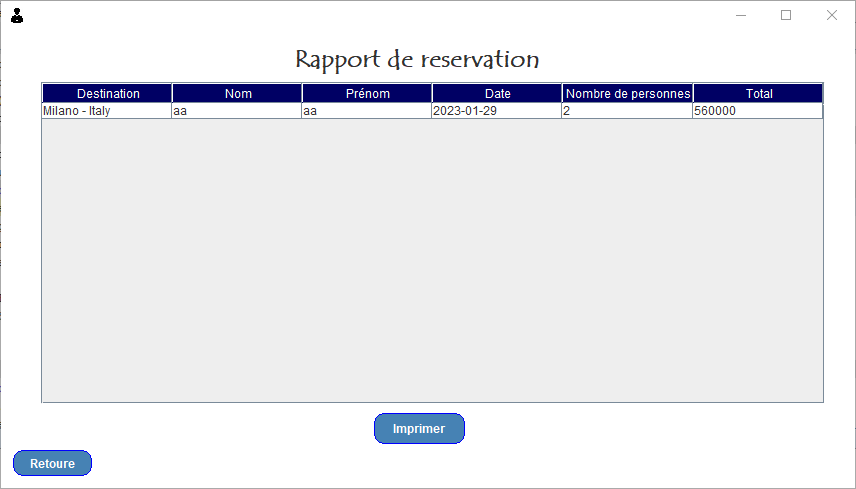 Rapport de reservation
Destination Nom Prénom Date Nombre de personnes Total
Milano - Italy aa aa 2023-01-29 2 560000
Imprimer
Retoure